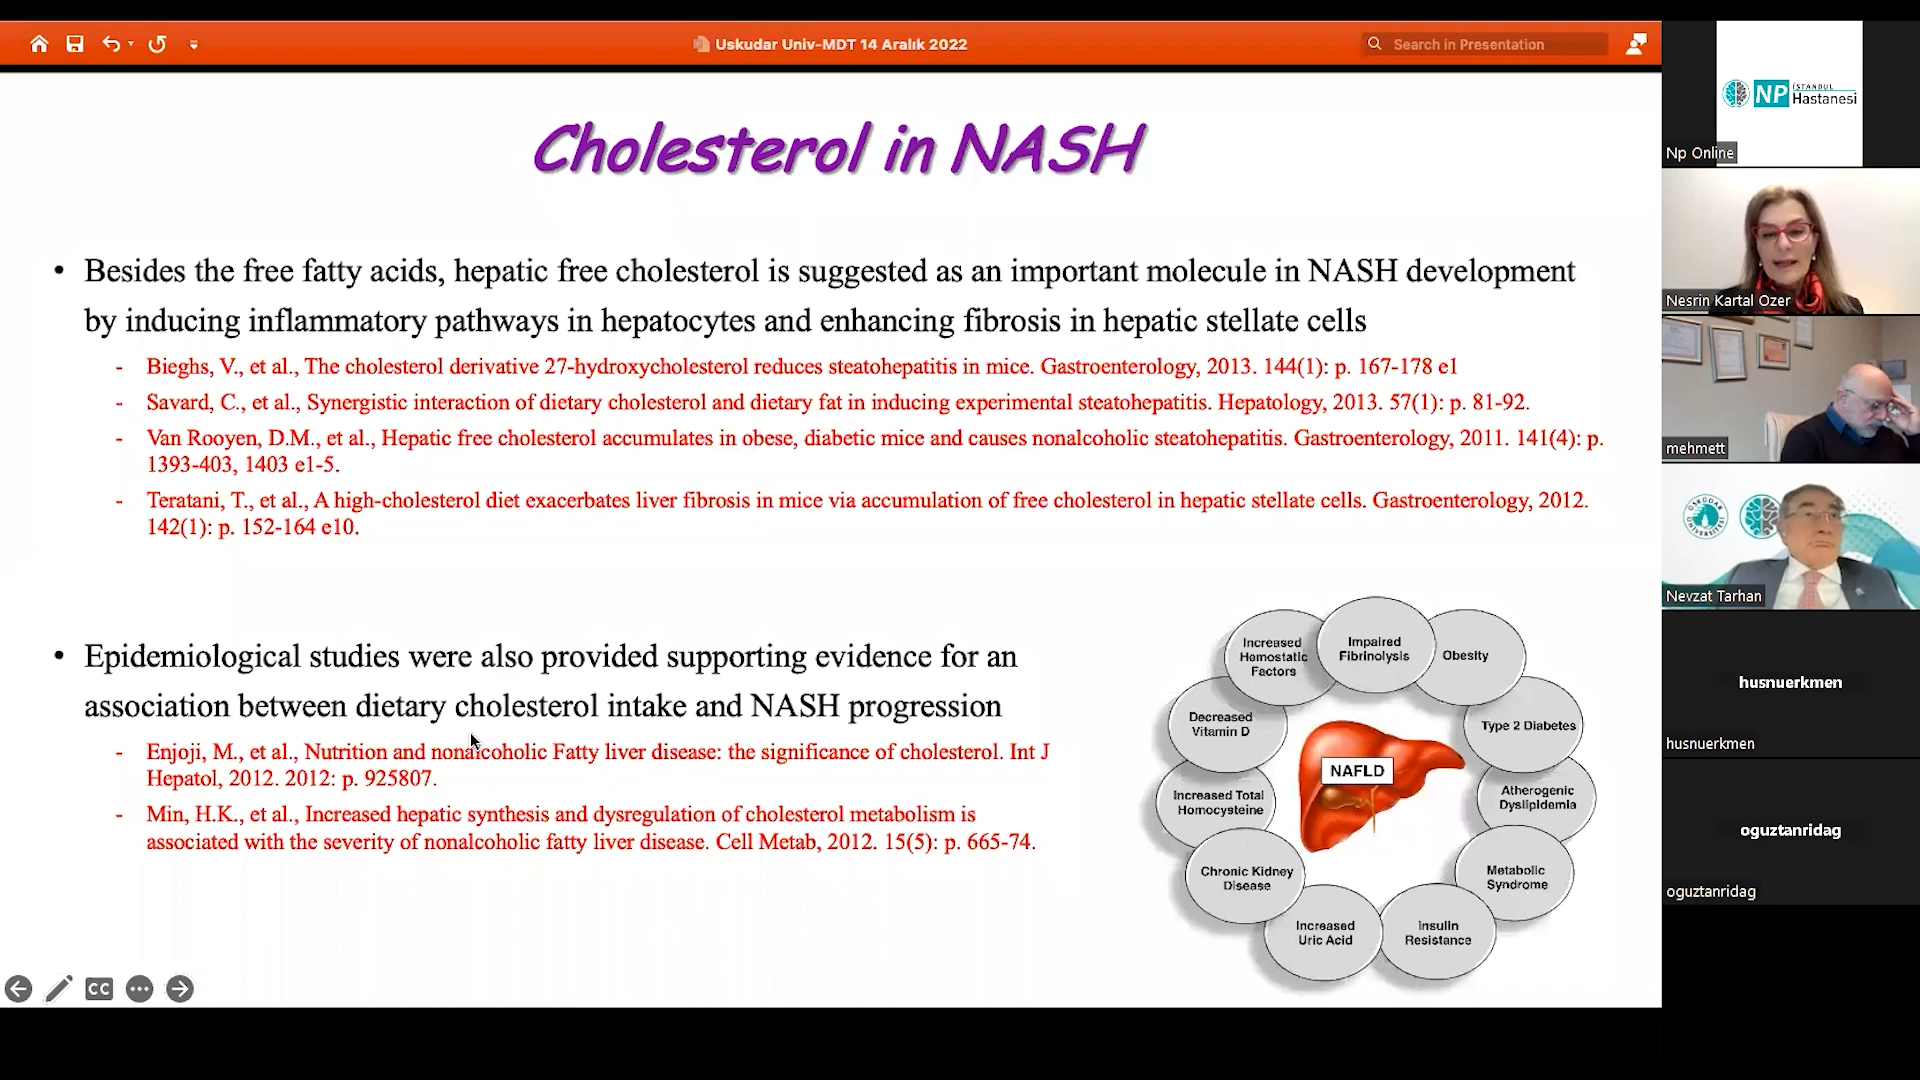 Uskudar Univ-MDT 14 Aralık 2022
Search in Presentation
Cholesterol in NASH
• Besides the free fatty acids, hepatic free cholesterol is suggested as an important molecule in NASH development
by inducing inflammatory pathways in hepatocytes and enhancing fibrosis in hepatic stellate cells
- Bieghs, V., et al., The cholesterol derivative 27-hydroxycholesterol reduces steatohepatitis in mice. Gastroenterology, 2013. 144(1): p. 167-178 e1
- Savard, C., et al., Synergistic interaction of dietary cholesterol and dietary fat in inducing experimental steatohepatitis. Hepatology, 2013. 57(1): p. 81-92.
- Van Rooyen, D.M., et al., Hepatic free cholesterol accumulates in obese, diabetic mice and causes nonalcoholic steatohepatitis. Gastroenterology, 2011. 141(4): p.
1393-403, 1403 e1-5.
- Teratani, T., et al., A high-cholesterol diet exacerbates liver fibrosis in mice via accumulation of free cholesterol in hepatic stellate cells. Gastroenterology, 2012.
142(1): p. 152-164 e10.
• Epidemiological studies were also provided supporting evidence for an
association between dietary cholesterol intake and NASH progression
- Enjoji, M., et al., Nutrition and nonalcoholic Fatty liver disease: the significance of cholesterol. Int J
Hepatol, 2012. 2012: p. 925807.
- Min, H.K., et al., Increased hepatic synthesis and dysregulation of cholesterol metabolism is
associated with the severity of nonalcoholic fatty liver disease. Cell Metab, 2012. 15(5): p. 665-74.
Increased
Hemostatic
Factors
Impaired
Fibrinolysis
Obesity
Type 2 Diabetes
Atherogenic
Dyslipidemia
Metabolic
Syndrome
Insulin
Resistance
Increased
Uric Acid
Chronic Kidney
Disease
Increased Total
Homocysteine
Decreased
Vitamin D
NAFLD
CC
NP İSTANBUL
Hastanesi
Np Online
Nesrin Kartal Ozer
mehmett
ÜSKÜDAR ÜNİVERSİTESİ
Nevzat Tarhan
husnuerkmen
husnuerkmen
oguztanridag
oguztanridag